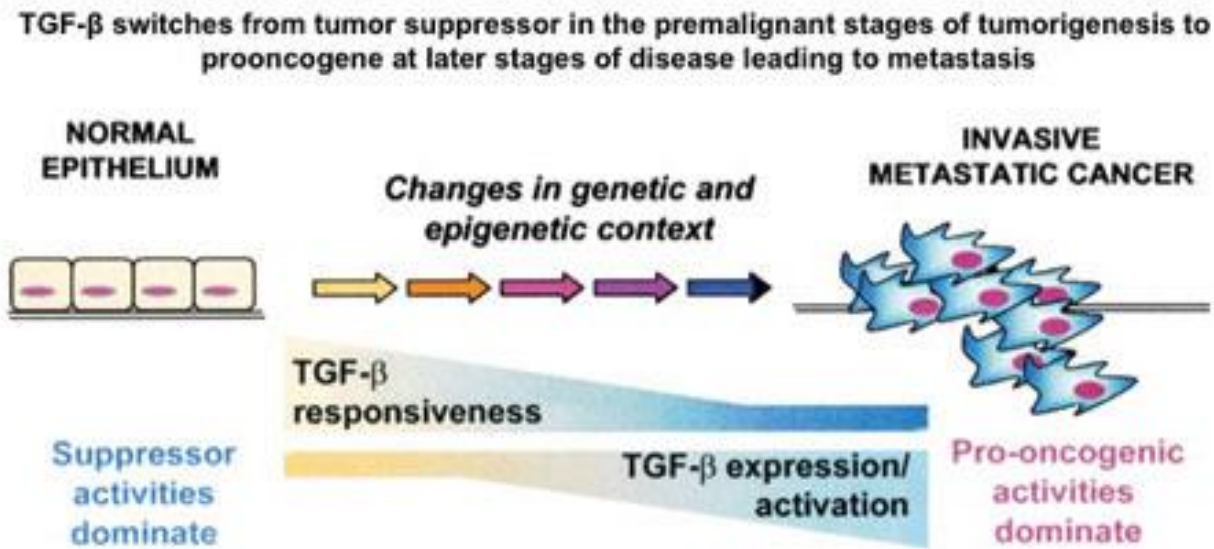 TGF-β switches from tumor suppressor in the premalignant stages of tumorigenesis to
prooncogene at later stages of disease leading to metastasis
NORMAL
EPITHELIUM
Changes in genetic and
epigenetic context
INVASIVE
METASTATIC CANCER
TGF-β
responsiveness
TGF-β expression/
activation
Suppressor
activities
dominate
Pro-oncogenic
activities
dominate